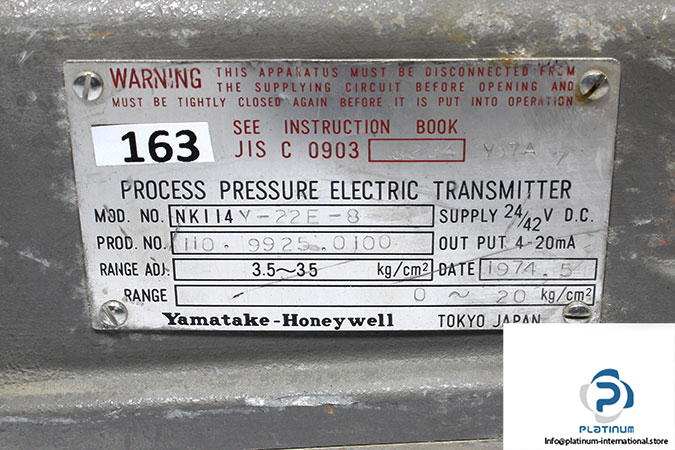 WARNING THIS APPARATUS MUST BE DISCONNECTED FROM
THE SUPPLYING CIRCUIT BEFORE OPENING AND
MUST BE TIGHTLY CLOSED AGAIN BEFORE IT IS PUT INTO OPERATION
163
SEE INSTRUCTION BOOK
JIS C 0903
PROCESS PRESSURE ELECTRIC TRANSMITTER
MOD. NO. NK114Y-22E-8 SUPPLY 24/42 V D.C.
PROD. NO. 110.9925.0100 OUT PUT 4-20mA
RANGE ADJ. 3.5~35 kg/cm² DATE 1974.5
RANGE - 0 ~ 20 kg/cm²
Yamatake-Honeywell TOKYO JAPAN
PLATINUM
Info@platinum-international.store